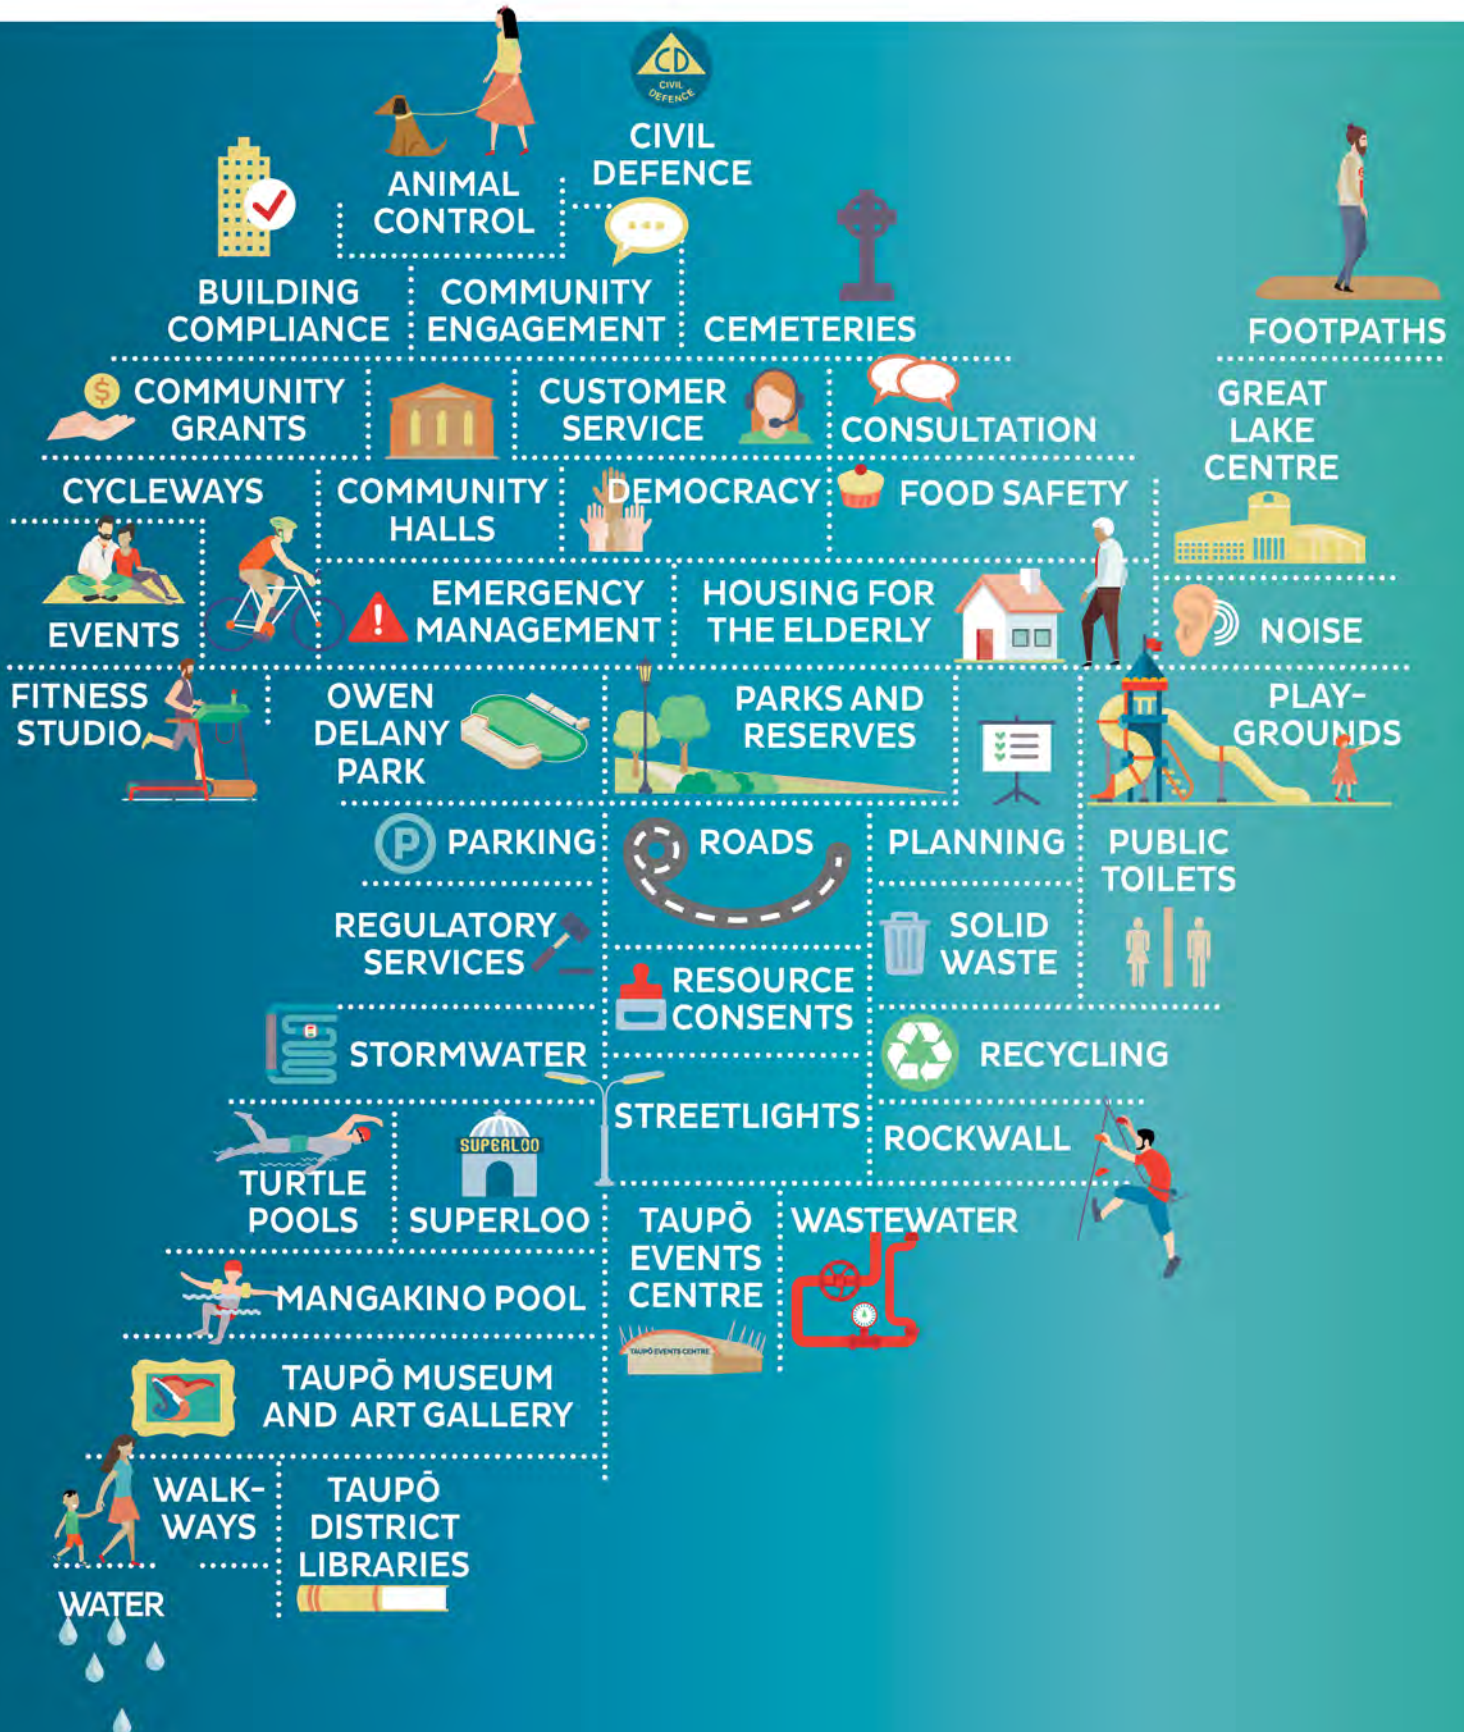 CD
CIVIL
DEFENCE
CIVIL
DEFENCE
ANIMAL
CONTROL
BUILDING
COMPLIANCE
COMMUNITY
ENGAGEMENT
CEMETERIES
FOOTPATHS
$
COMMUNITY
GRANTS
CUSTOMER
SERVICE
CONSULTATION
GREAT
LAKE
CENTRE
CYCLEWAYS
COMMUNITY
HALLS
DEMOCRACY
FOOD SAFETY
EVENTS
!
EMERGENCY
MANAGEMENT
HOUSING FOR
THE ELDERLY
NOISE
FITNESS
STUDIO
OWEN
DELANY
PARK
PARKS AND
RESERVES
PLAY-
GROUNDS
P
PARKING
ROADS
PLANNING
PUBLIC
TOILETS
REGULATORY
SERVICES
RESOURCE
CONSENTS
SOLID
WASTE
STORMWATER
RECYCLING
STREETLIGHTS
ROCKWALL
TURTLE
POOLS
SUPERLOO
SUPERLOO
TAUPŌ
EVENTS
CENTRE
TAUPŌ EVENTS CENTRE
WASTEWATER
MANGAKINO POOL
TAUPŌ MUSEUM
AND ART GALLERY
WALK-
WAYS
TAUPŌ
DISTRICT
LIBRARIES
WATER